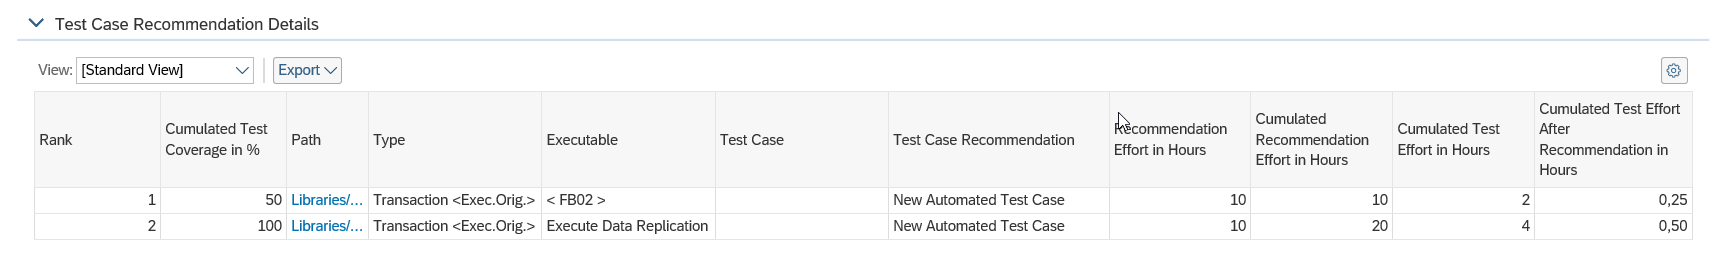 Test Case Recommendation Details
View: [Standard View] Export
Rank
Cumulated Test
Coverage in %
Path
Type
Executable
Test Case
Test Case Recommendation
Recommendation
Effort in Hours
Cumulated
Recommendation
Effort in Hours
Cumulated Test
Effort in Hours
Cumulated Test Effort
After
Recommendation in
Hours
1 50 Libraries/... Transaction <Exec.Orig.> < FB02 > New Automated Test Case 10 10 2 0,25
2 100 Libraries/... Transaction <Exec.Orig.> Execute Data Replication New Automated Test Case 10 20 4 0,50